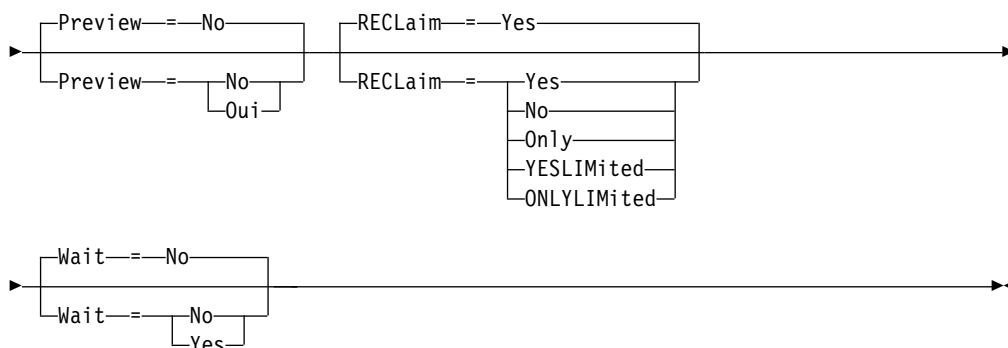 Preview = No RECLaim = Yes
Preview = No RECLaim = Yes
Oui No
Only
YESLIMited
ONLYLIMited
Wait = No
Wait = No
Yes